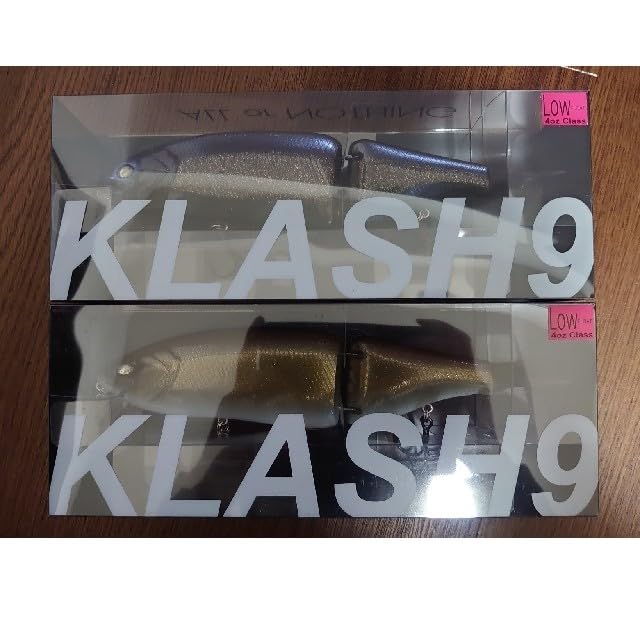 ALL or NOTHING
LOW
4oz Class
KLASH9
LOW
4oz Class
KLASH9